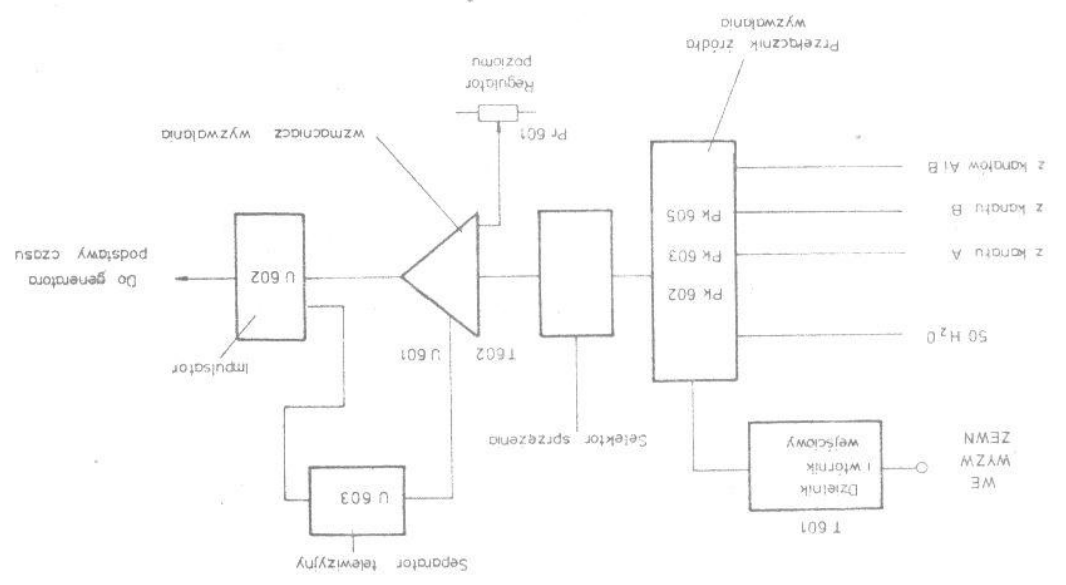 T 601
Separator telewizyjny
WE
WYZW
ZEWN
Dzielnik
i wtórnik
wejściowy
U 603
Selektor sprzężenia
Impulsator
50 Hz0
T602
U 601
Pk 602
Pk 603
Pk 605
U 602
Do generatora
podstawy czasu
z kanału A
z kanału B
z kanałów A i B
Pr 601
wzmacniacz wyzwalania
Regulator
poziomu
Przełącznik źródła
wyzwalania